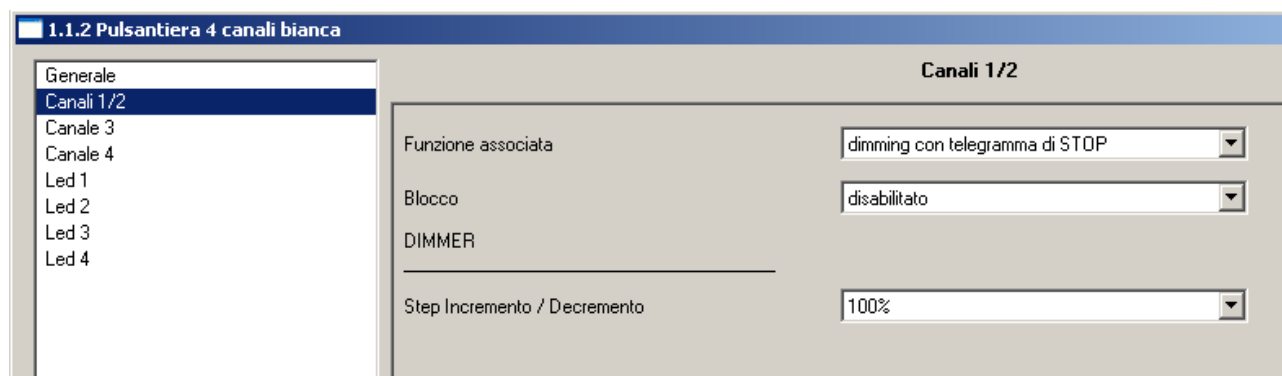 1.1.2 Pulsantiera 4 canali bianca
Generale
Canali 1/2
Canale 3
Canale 4
Led 1
Led 2
Led 3
Led 4
Canali 1/2
Funzione associata dimming con telegramma di STOP
Blocco disabilitato
DIMMER
Step Incremento / Decremento 100%